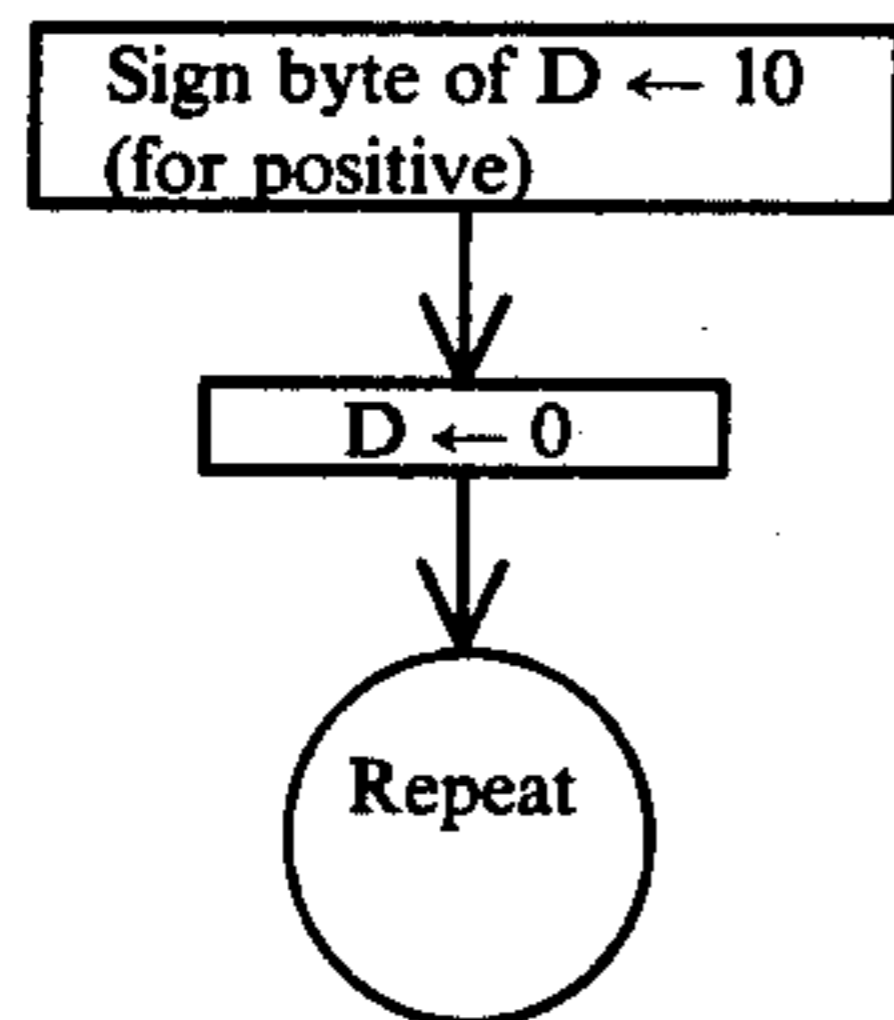 Sign byte of D ← 10
(for positive)
D ← 0
Repeat